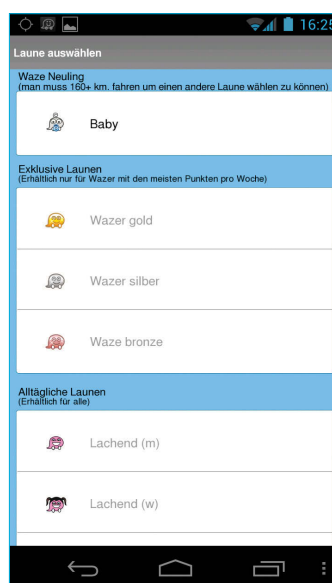 16:25
Laune auswählen
Waze Neuling
(man muss 160+ km. fahren um einen andere Laune wählen zu können)
Baby
Exklusive Launen
(Erhältlich nur für Wazer mit den meisten Punkten pro Woche)
Wazer gold
Wazer silber
Waze bronze
Alltägliche Launen
(Erhältlich für alle)
Lachend (m)
Lachend (w)